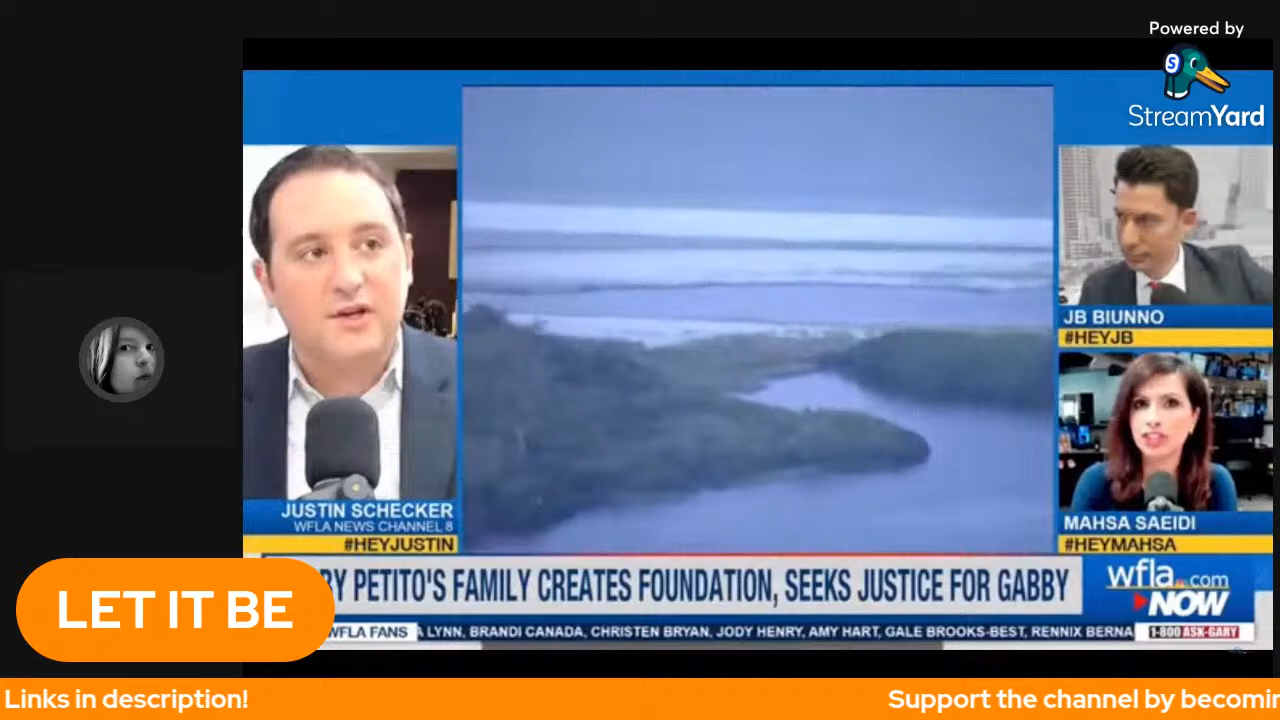 Powered by
StreamYard
JB BIUNNO
#HEYJB
JUSTIN SCHECKER
WFLA NEWS CHANNEL 8
#HEYJUSTIN
MAHSA SAEIDI
#HEYMAHSA
BY PETITO'S FAMILY CREATES FOUNDATION, SEEKS JUSTICE FOR GABBY
wfla.com
NOW
LET IT BE
WFLA FANS
LYNN, BRANDI CANADA, CHRISTEN BRYAN, JODY HENRY, AMY HART, GALE BROOKS-BEST, RENNIX BERNA
1-800 ASK-GARY
Links in description!
Support the channel by becomin